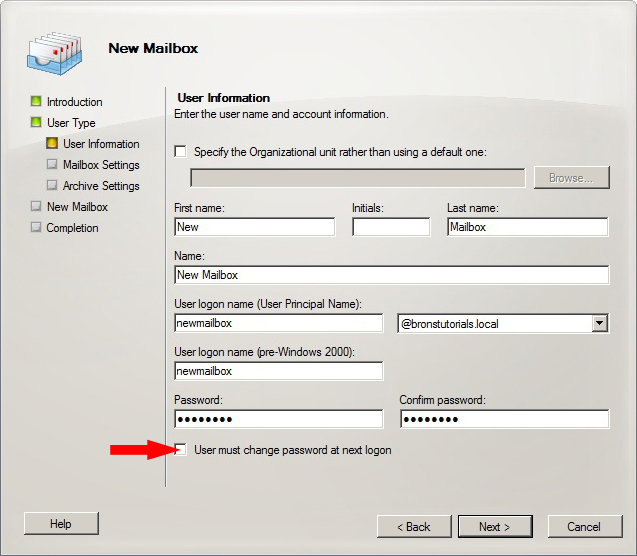 New Mailbox
Introduction
User Type
User Information
Mailbox Settings
Archive Settings
New Mailbox
Completion
User Information
Enter the user name and account information.
Specify the Organizational unit rather than using a default one:
Browse...
First name: Initials: Last name:
New Mailbox
Name:
New Mailbox
User logon name (User Principal Name):
newmailbox @bronstutorials.local
User logon name (pre-Windows 2000):
newmailbox
Password: Confirm password:
●●●●●●●● ●●●●●●●●
User must change password at next logon
Help < Back Next > Cancel